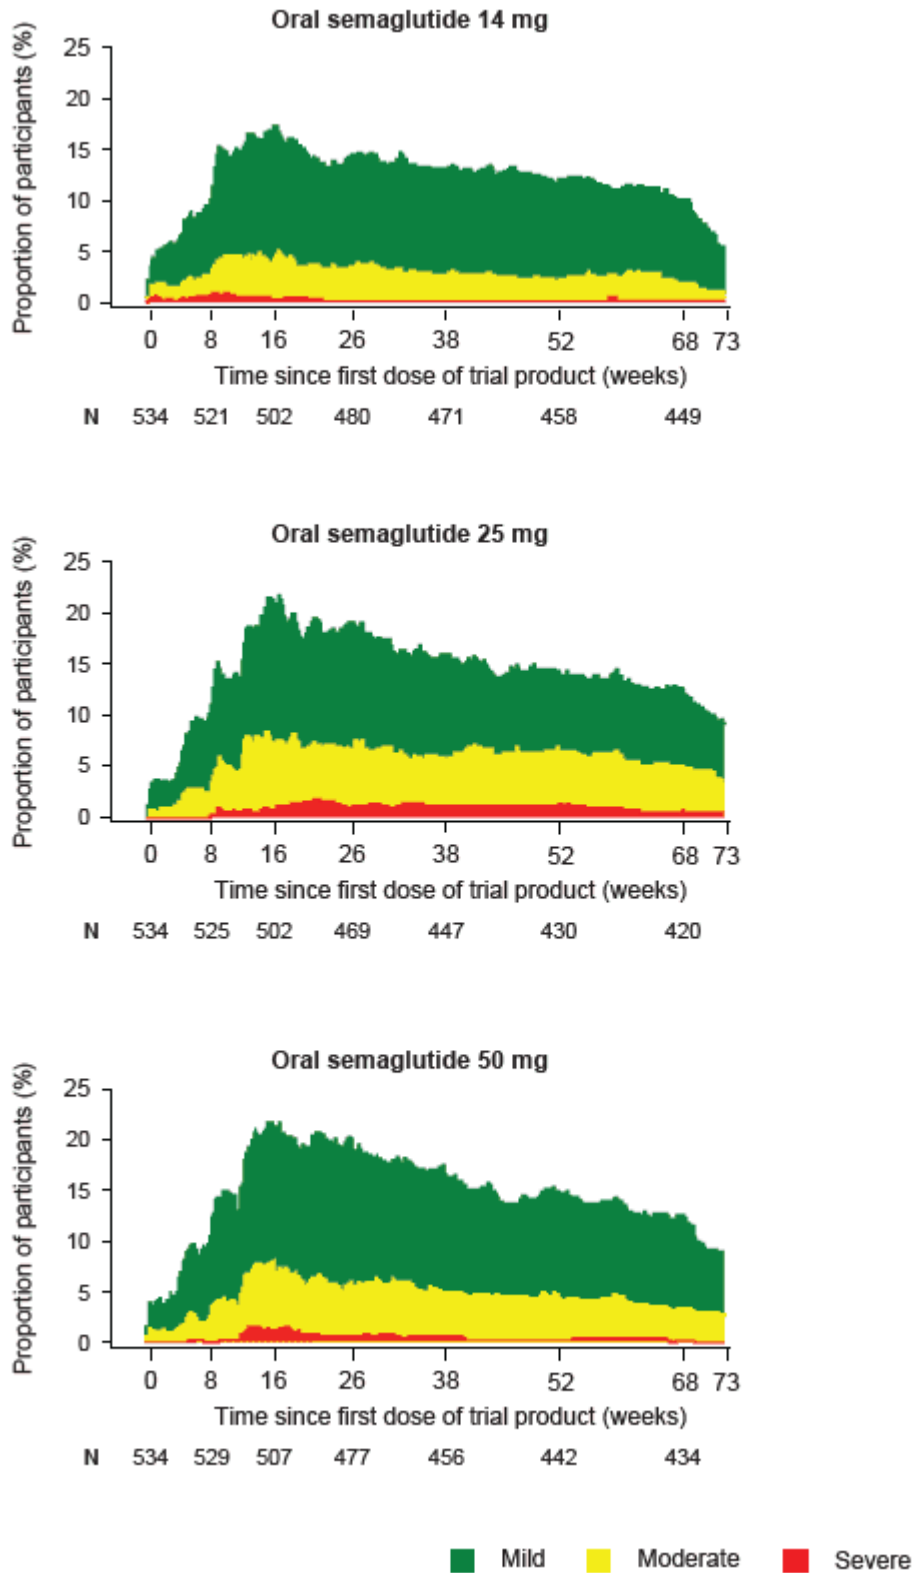 Oral semaglutide 14 mg
Proportion of participants (%)
25
20
15
10
5
0
0 8 16 26 38 52 68 73
Time since first dose of trial product (weeks)
N 534 521 502 480 471 458 449
Oral semaglutide 25 mg
Proportion of participants (%)
25
20
15
10
5
0
0 8 16 26 38 52 68 73
Time since first dose of trial product (weeks)
N 534 525 502 469 447 430 420
Oral semaglutide 50 mg
Proportion of participants (%)
25
20
15
10
5
0
0 8 16 26 38 52 68 73
Time since first dose of trial product (weeks)
N 534 529 507 477 456 442 434
Mild Moderate Severe